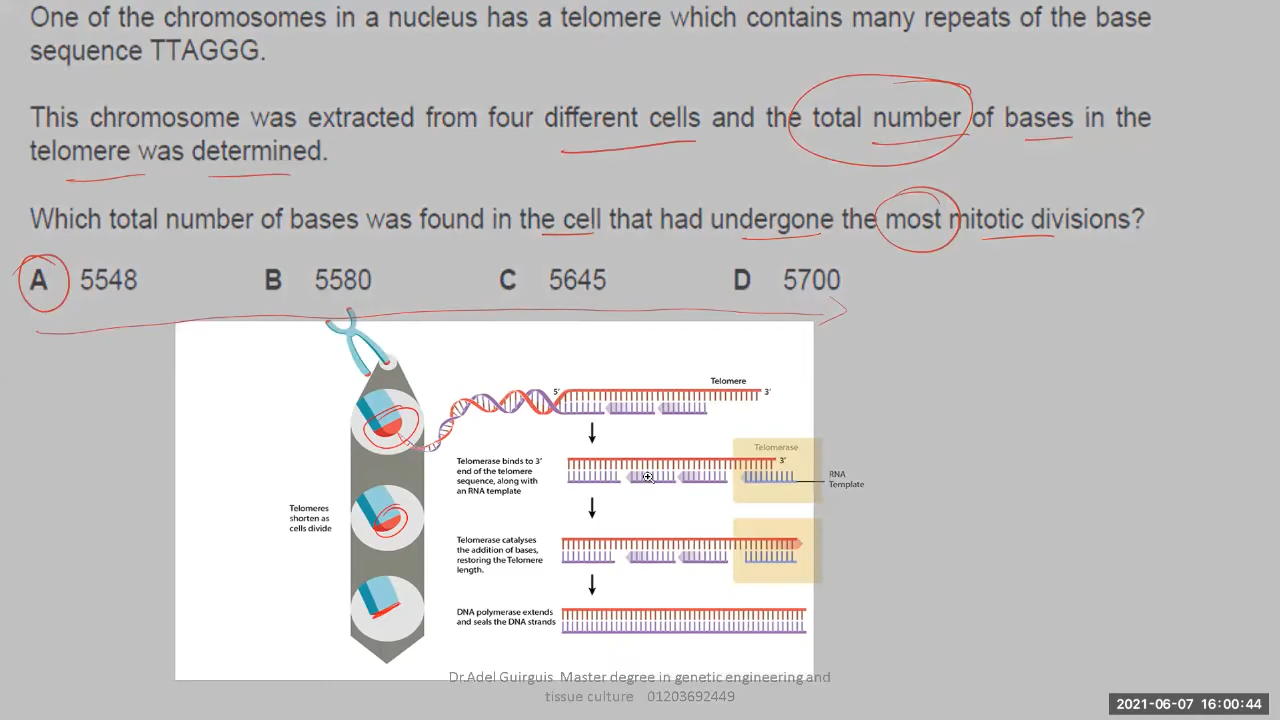 One of the chromosomes in a nucleus has a telomere which contains many repeats of the base
sequence TTAGGG.
This chromosome was extracted from four different cells and the total number of bases in the
telomere was determined.
Which total number of bases was found in the cell that had undergone the most mitotic divisions?
A 5548 B 5580 C 5645 D 5700
Telomere
5' 3'
Telomerase
Telomerase binds to 3'
end of the telomere
sequence, along with
an RNA template
3'
RNA
Template
Telomeres
shorten as
cells divide
Telomerase catalyses
the addition of bases,
restoring the Telomere
length.
DNA polymerase extends
and seals the DNA strands
Dr.Adel Guirguis Master degree in genetic engineering and
tissue culture 01203692449
2021-06-07 16:00:44